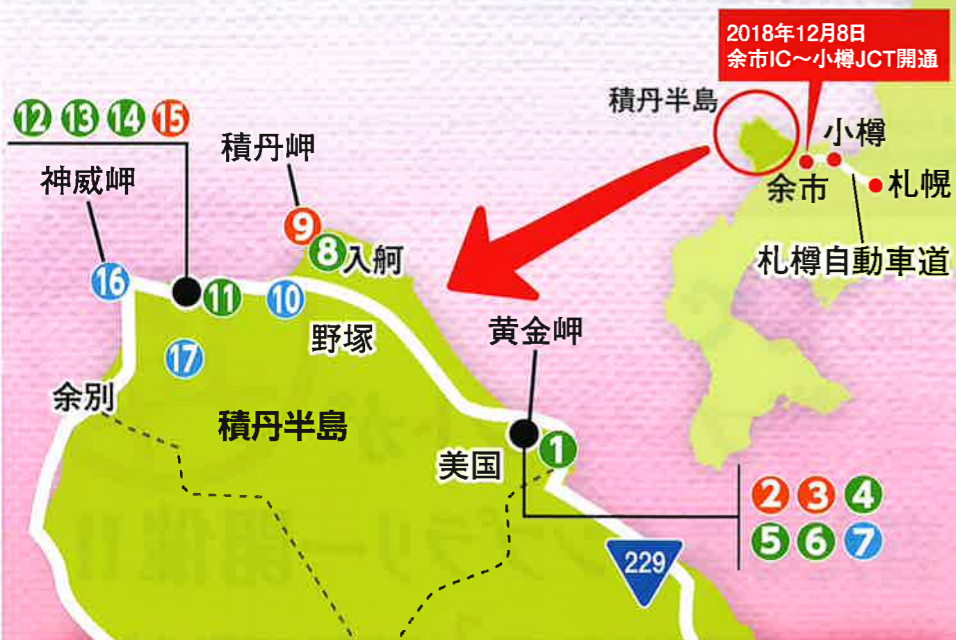 2018年12月8日
余市IC～小樽JCT開通
積丹半島
小樽
余市
札幌
札樽自動車道
12 13 14 15
積丹岬
神威岬
9
8
入舸
16
11
10
野塚
黄金岬
17
余別
積丹半島
美国
1
2 3 4
5 6 7
229